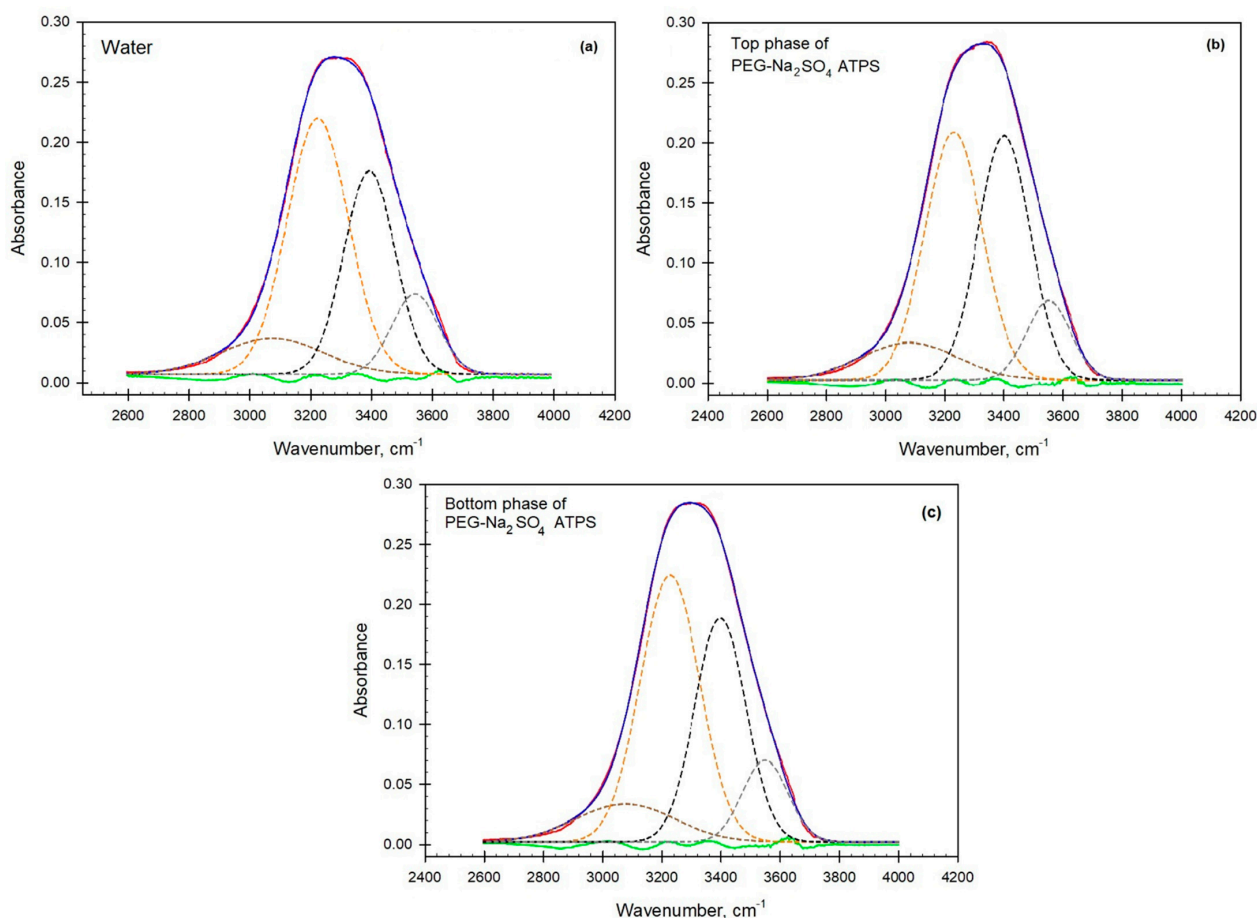 Water
(a)
0.30
0.25
0.20
0.15
0.10
0.05
0.00
Absorbance
2600 2800 3000 3200 3400 3600 3800 4000 4200
Wavenumber, cm⁻¹
Top phase of
PEG-Na₂SO₄ ATPS
(b)
0.30
0.25
0.20
0.15
0.10
0.05
0.00
Absorbance
2400 2600 2800 3000 3200 3400 3600 3800 4000 4200
Wavenumber, cm⁻¹
Bottom phase of
PEG-Na₂SO₄ ATPS
(c)
0.30
0.25
0.20
0.15
0.10
0.05
0.00
Absorbance
2400 2600 2800 3000 3200 3400 3600 3800 4000 4200
Wavenumber, cm⁻¹